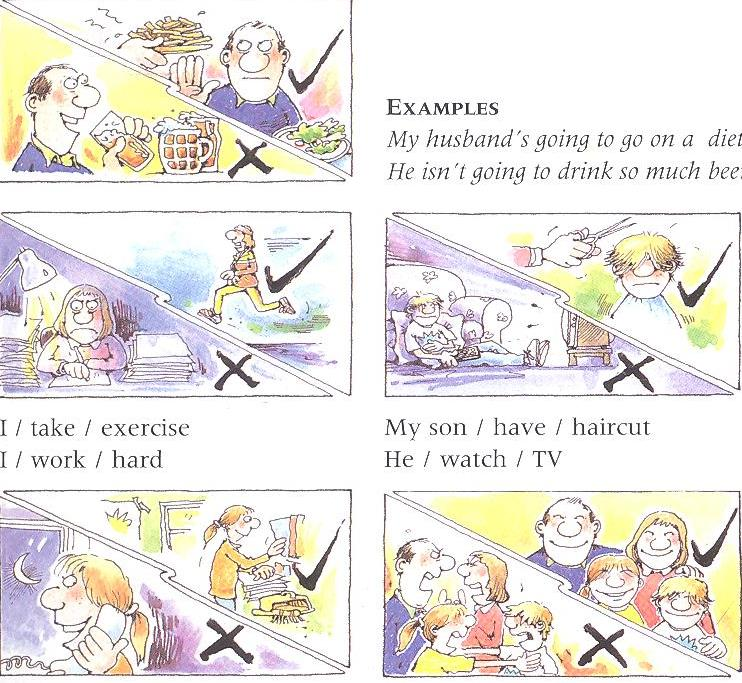 EXAMPLES
My husband's going to go on a diet
He isn't going to drink so much
I / take / exercise
I / work / hard
My son / have / haircut
He / watch / TV